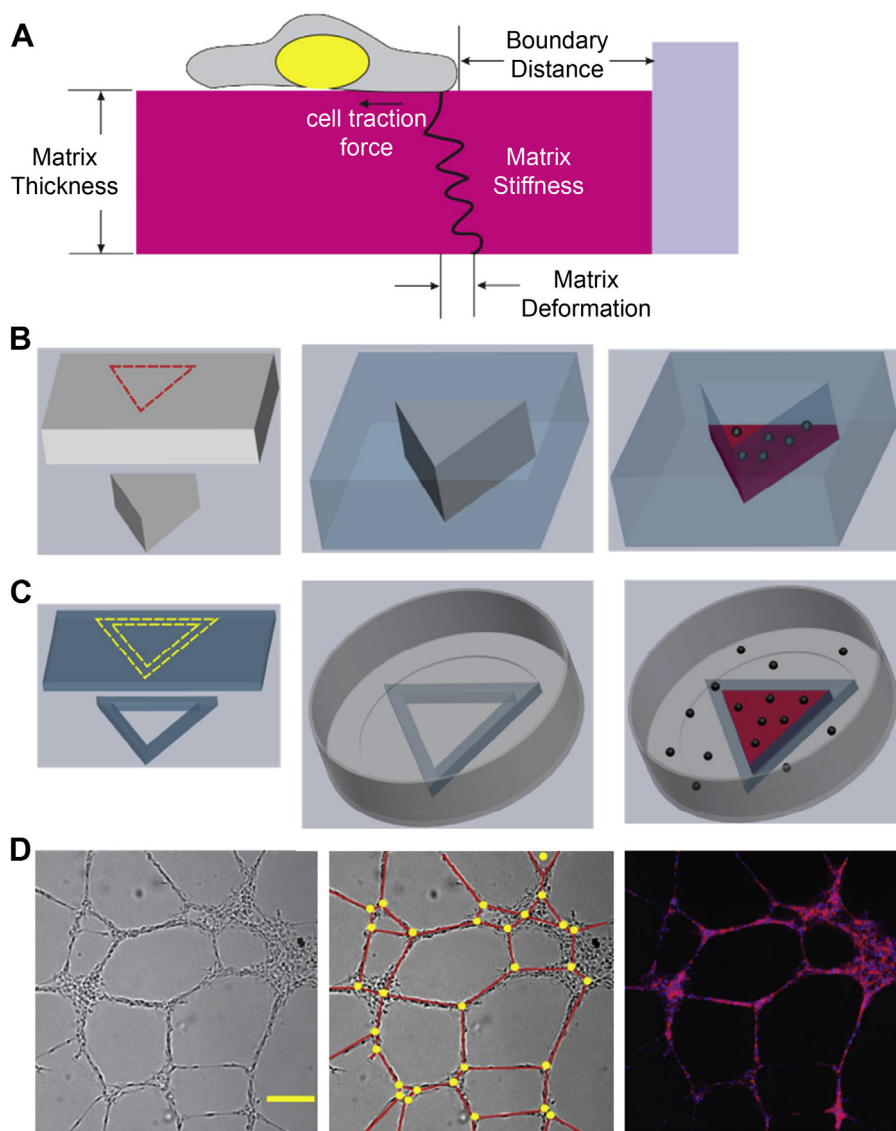 A
Boundary
Distance
cell traction
force
Matrix
Thickness
Matrix
Stiffness
Matrix
Deformation
B
C
D